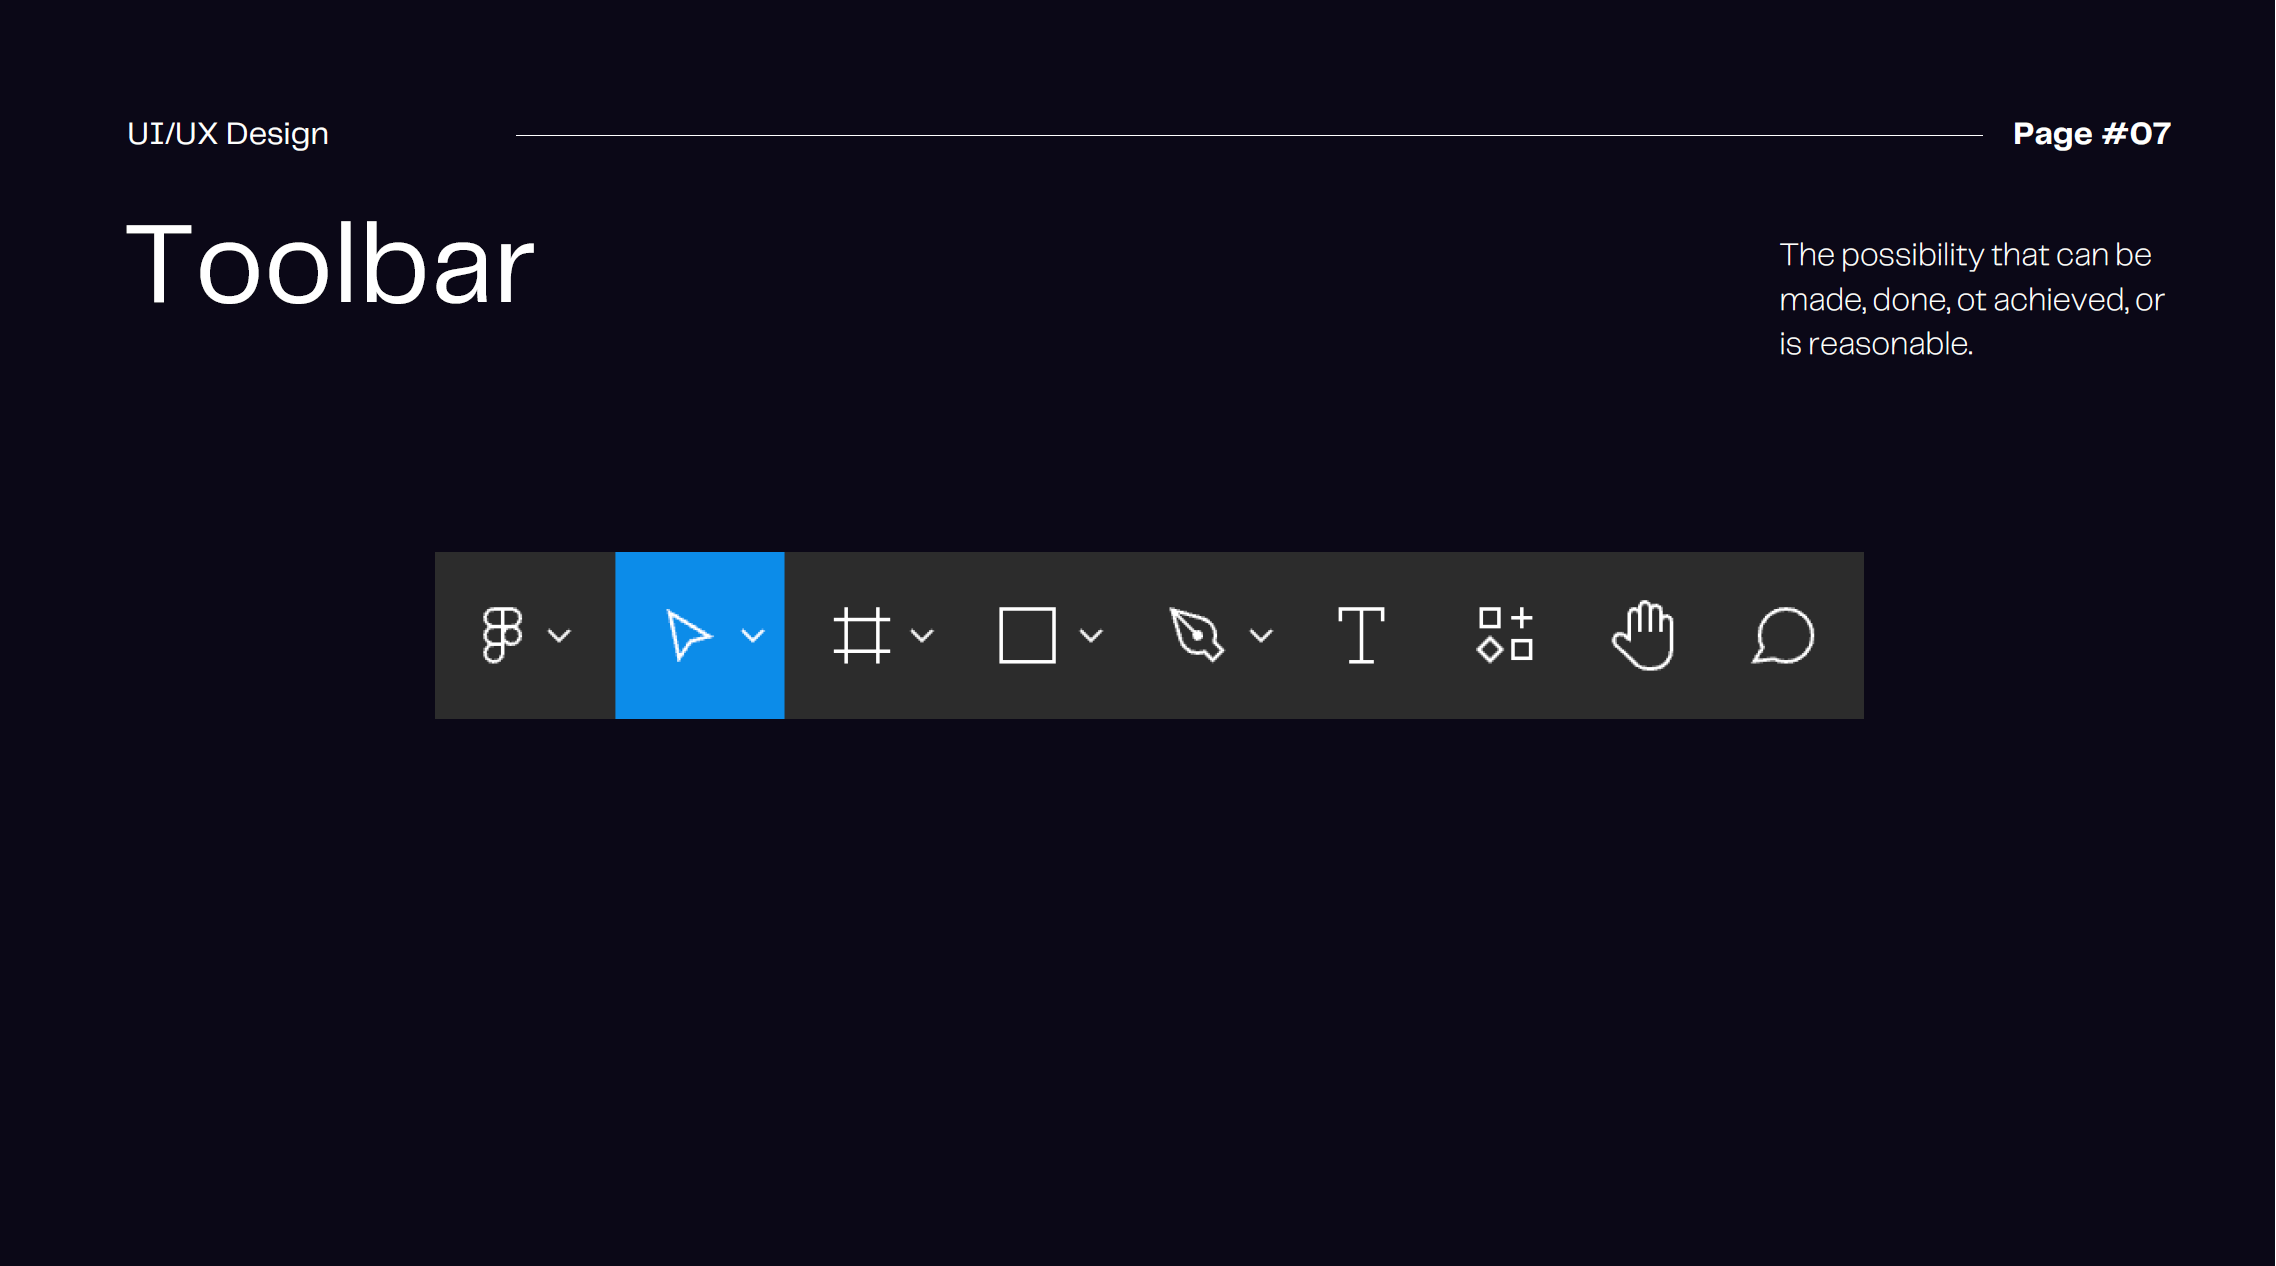 UI/UX Design
Page #07
Toolbar
The possibility that can be
made, done, ot achieved, or
is reasonable.